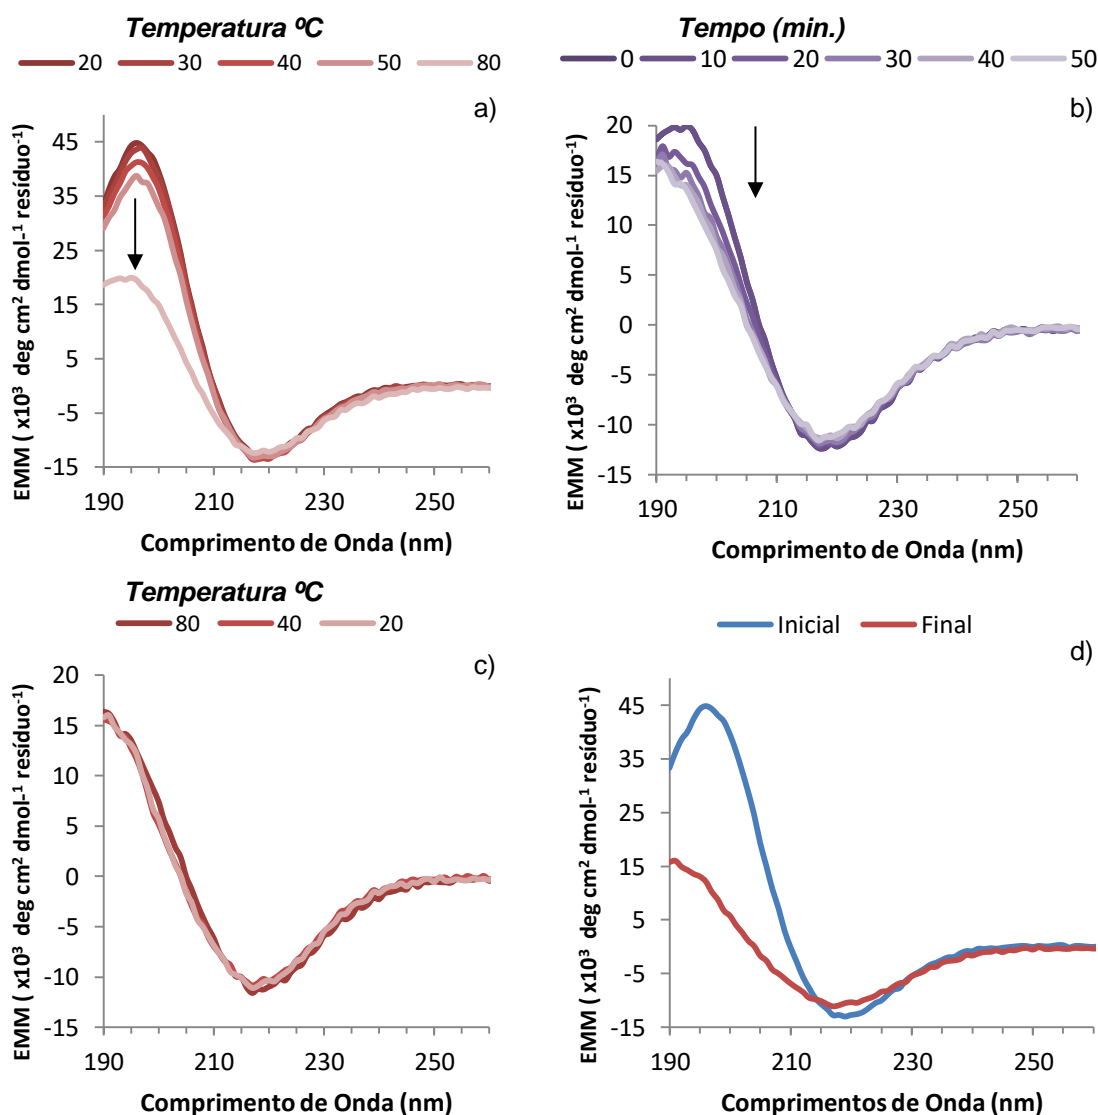 Temperatura ºC
20 30 40 50 80
a)
45
35
25
15
5
-5
-15
190 210 230 250
EMM ( x10³ deg cm² dmol-¹ resíduo-¹)
Comprimento de Onda (nm)
Tempo (min.)
0 10 20 30 40 50
b)
20
15
10
5
0
-5
-10
-15
190 210 230 250
EMM ( x10³ deg cm² dmol-¹ resíduo-¹)
Comprimento de Onda (nm)
Temperatura ºC
80 40 20
c)
20
15
10
5
0
-5
-10
-15
190 210 230 250
EMM ( x10³ deg cm² dmol-¹ resíduo-¹)
Comprimento de Onda (nm)
Inicial Final
d)
45
35
25
15
5
-5
-15
190 210 230 250
EMM ( x10³ deg cm² dmol-¹ resíduo-¹)
Comprimentos de Onda (nm)